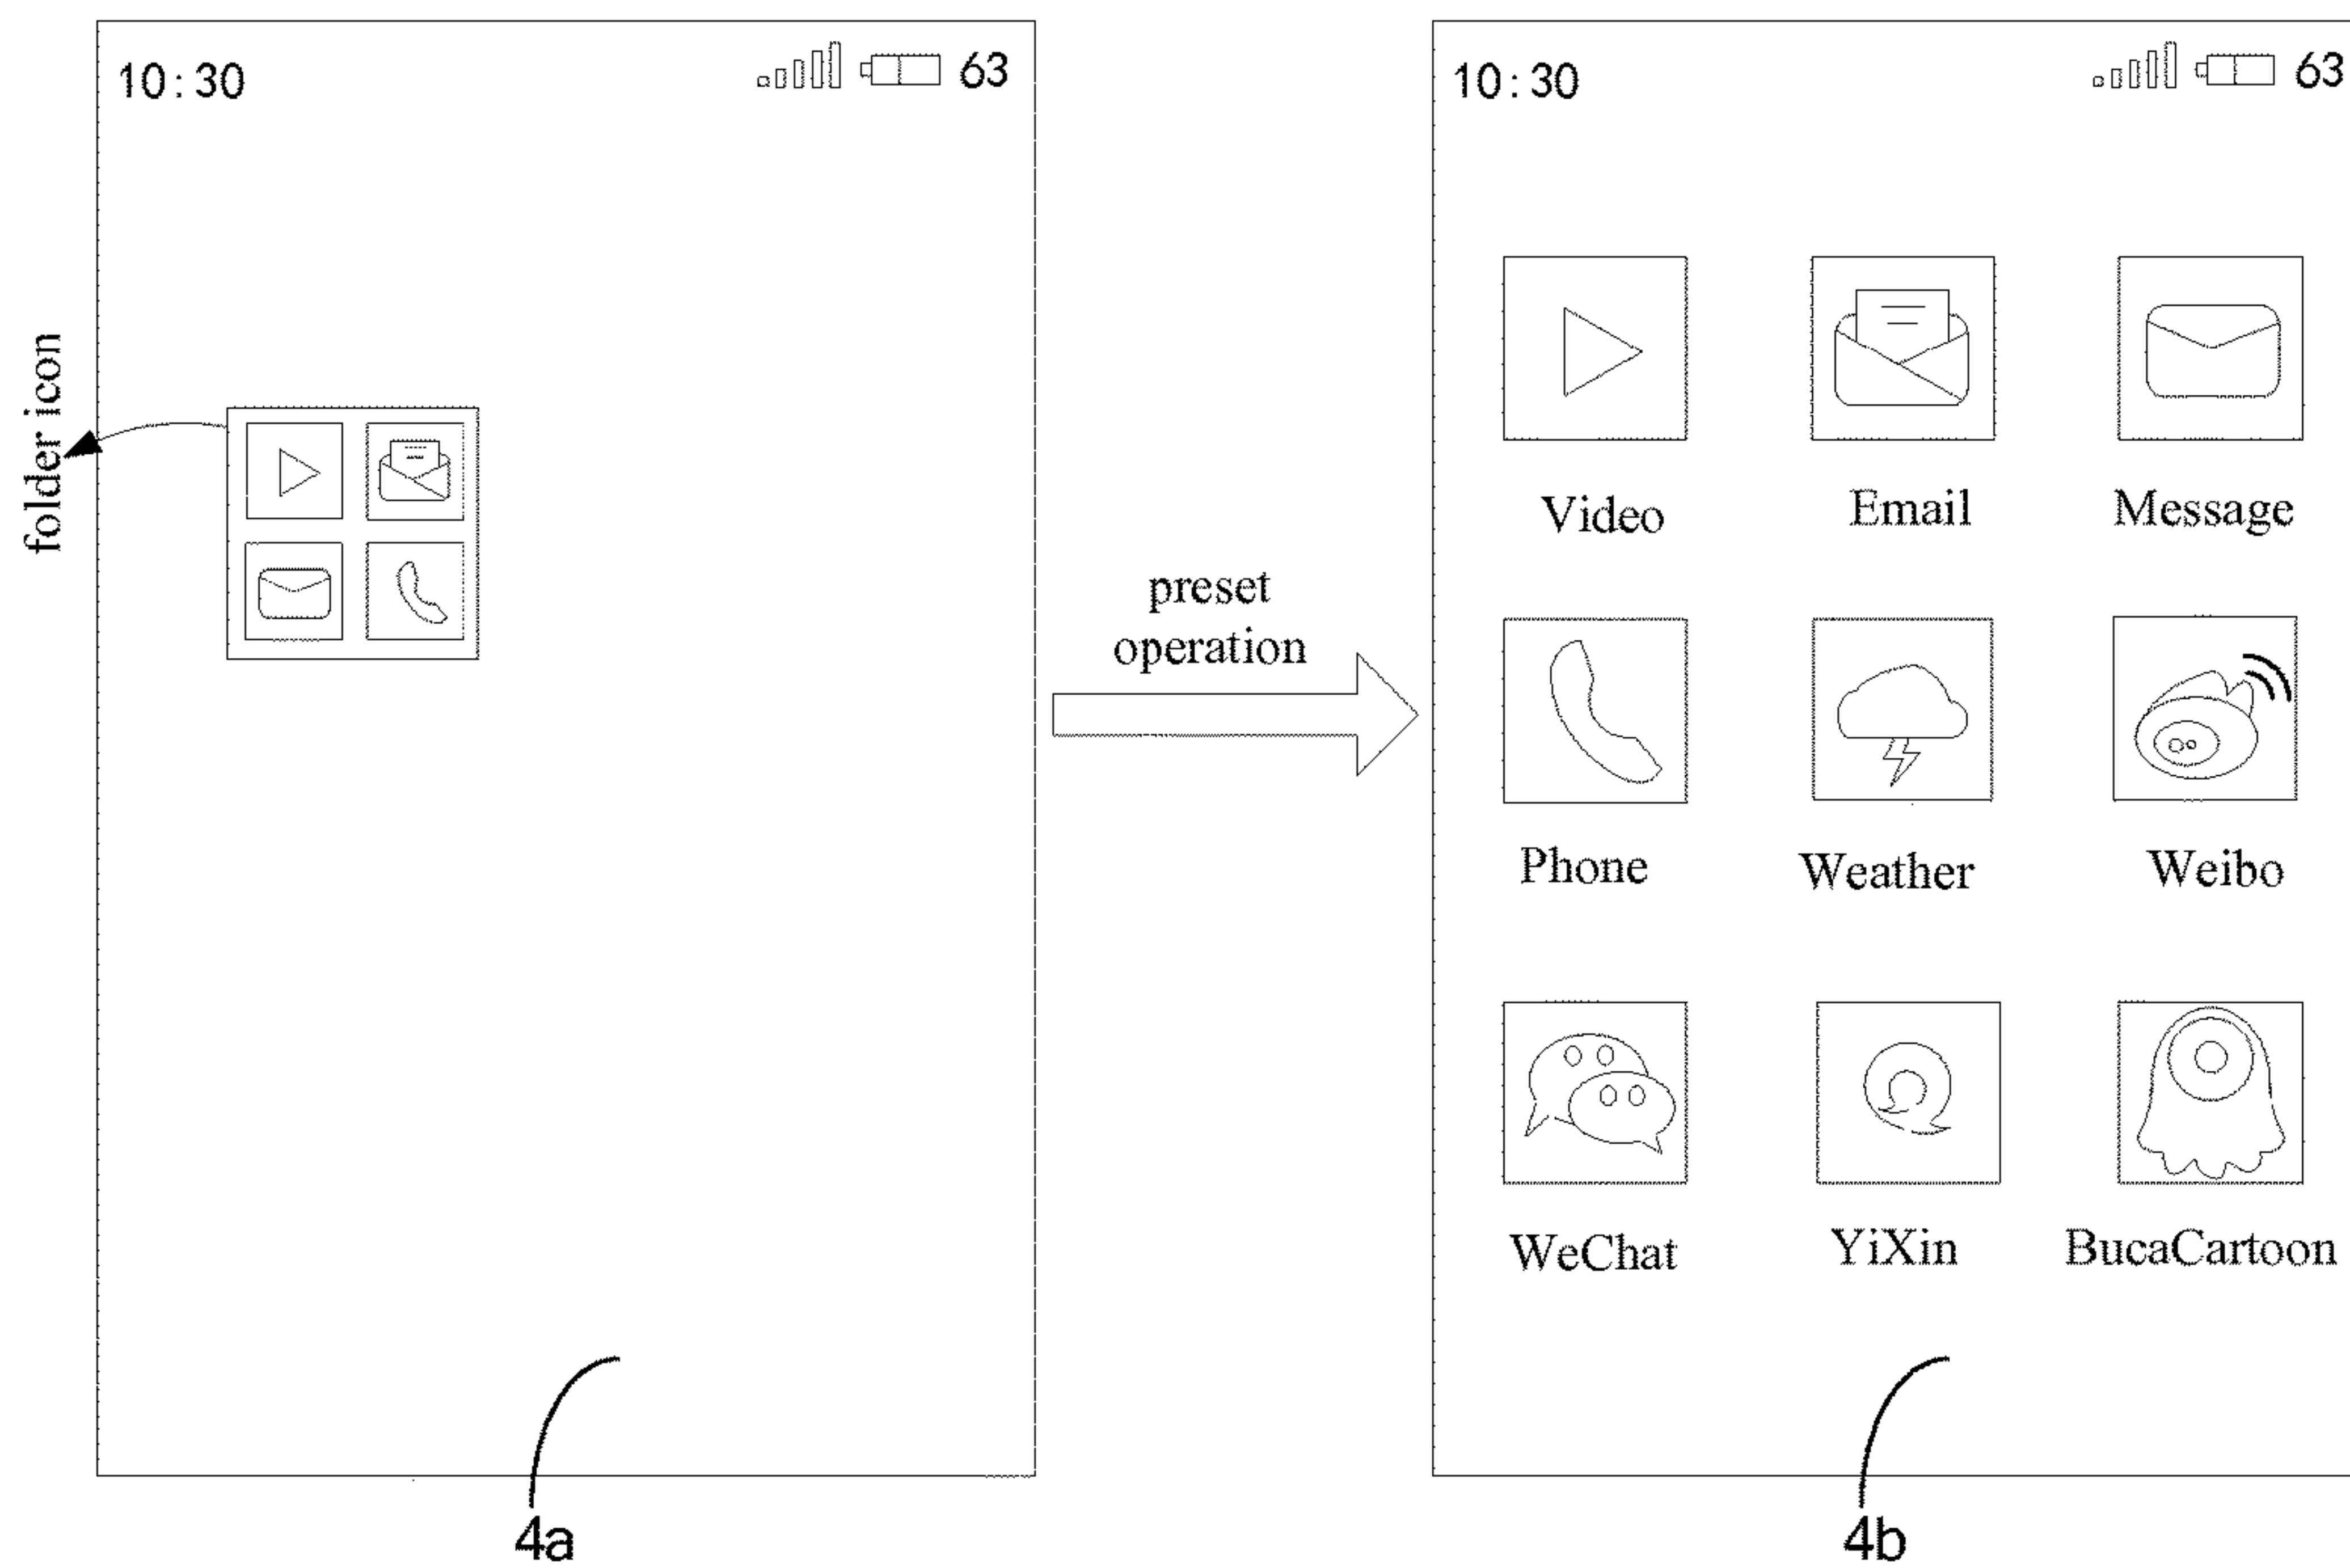 10:30
63
folder icon
4a
preset
operation
10:30
63
Video
Email
Message
Phone
Weather
Weibo
WeChat
YiXin
BucaCartoon
4b